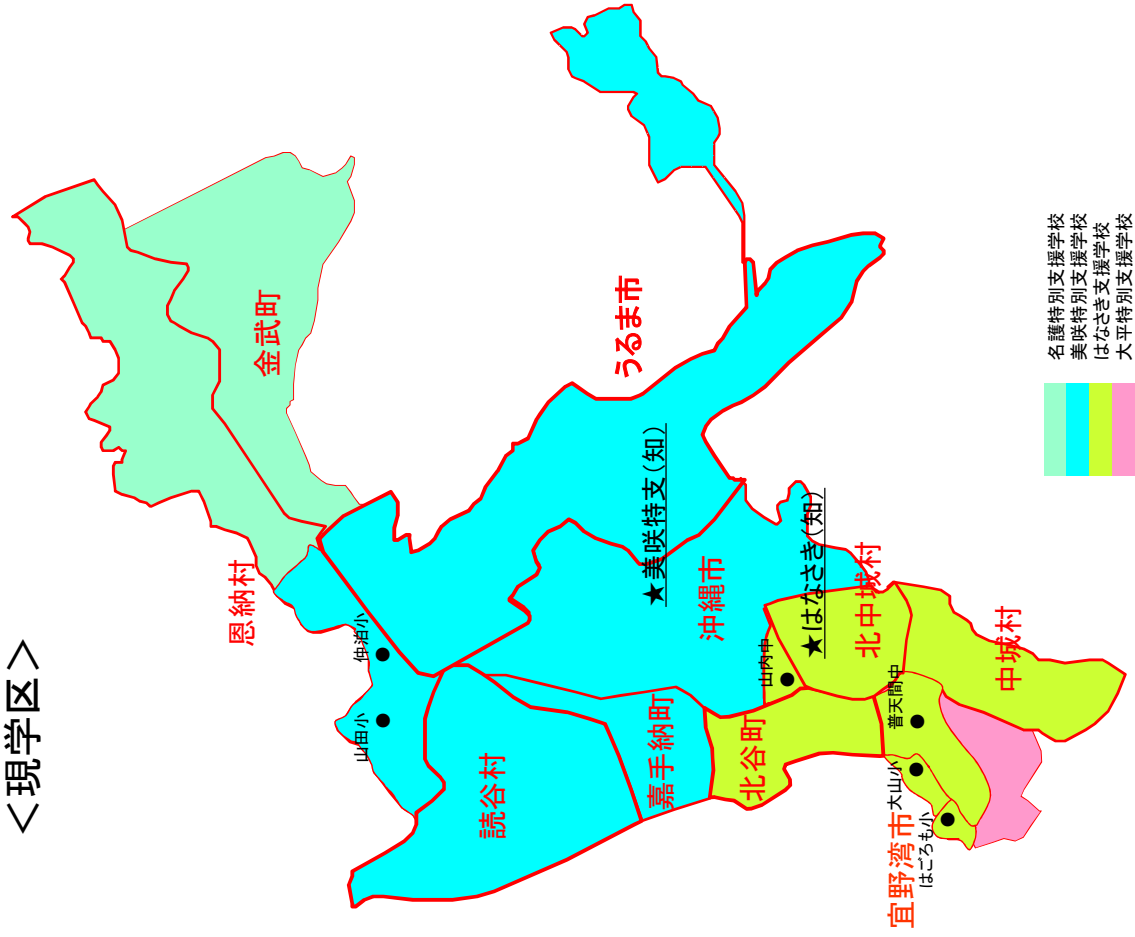 <現学区>
恩納村
金武町
仲泊小
山田小
読谷村
嘉手納町
うるま市
★美咲特支(知)
沖縄市
★はなさき(知)
山内中
北中城村
北谷町
中城村
普天間中
大山小
宜野湾市
はごろも小
名護特別支援学校
美咲特別支援学校
はなさき支援学校
大平特別支援学校